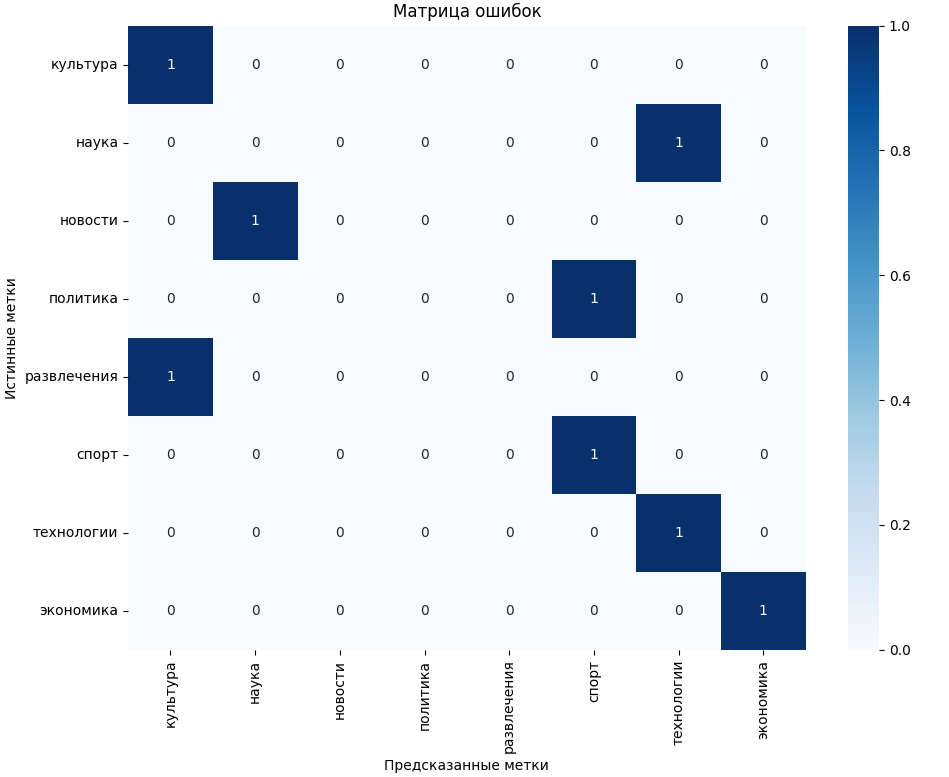 Матрица ошибок
культура 1 0 0 0 0 0 0 0
наука 0 0 0 0 0 0 1 0
новости 0 1 0 0 0 0 0 0
политика 0 0 0 0 0 1 0 0
развлечения 1 0 0 0 0 0 0 0
спорт 0 0 0 0 0 1 0 0
технологии 0 0 0 0 0 0 1 0
экономика 0 0 0 0 0 0 0 1
Истинные метки
культура наука новости политика развлечения спорт технологии экономика
Предсказанные метки
1.0
0.8
0.6
0.4
0.2
0.0